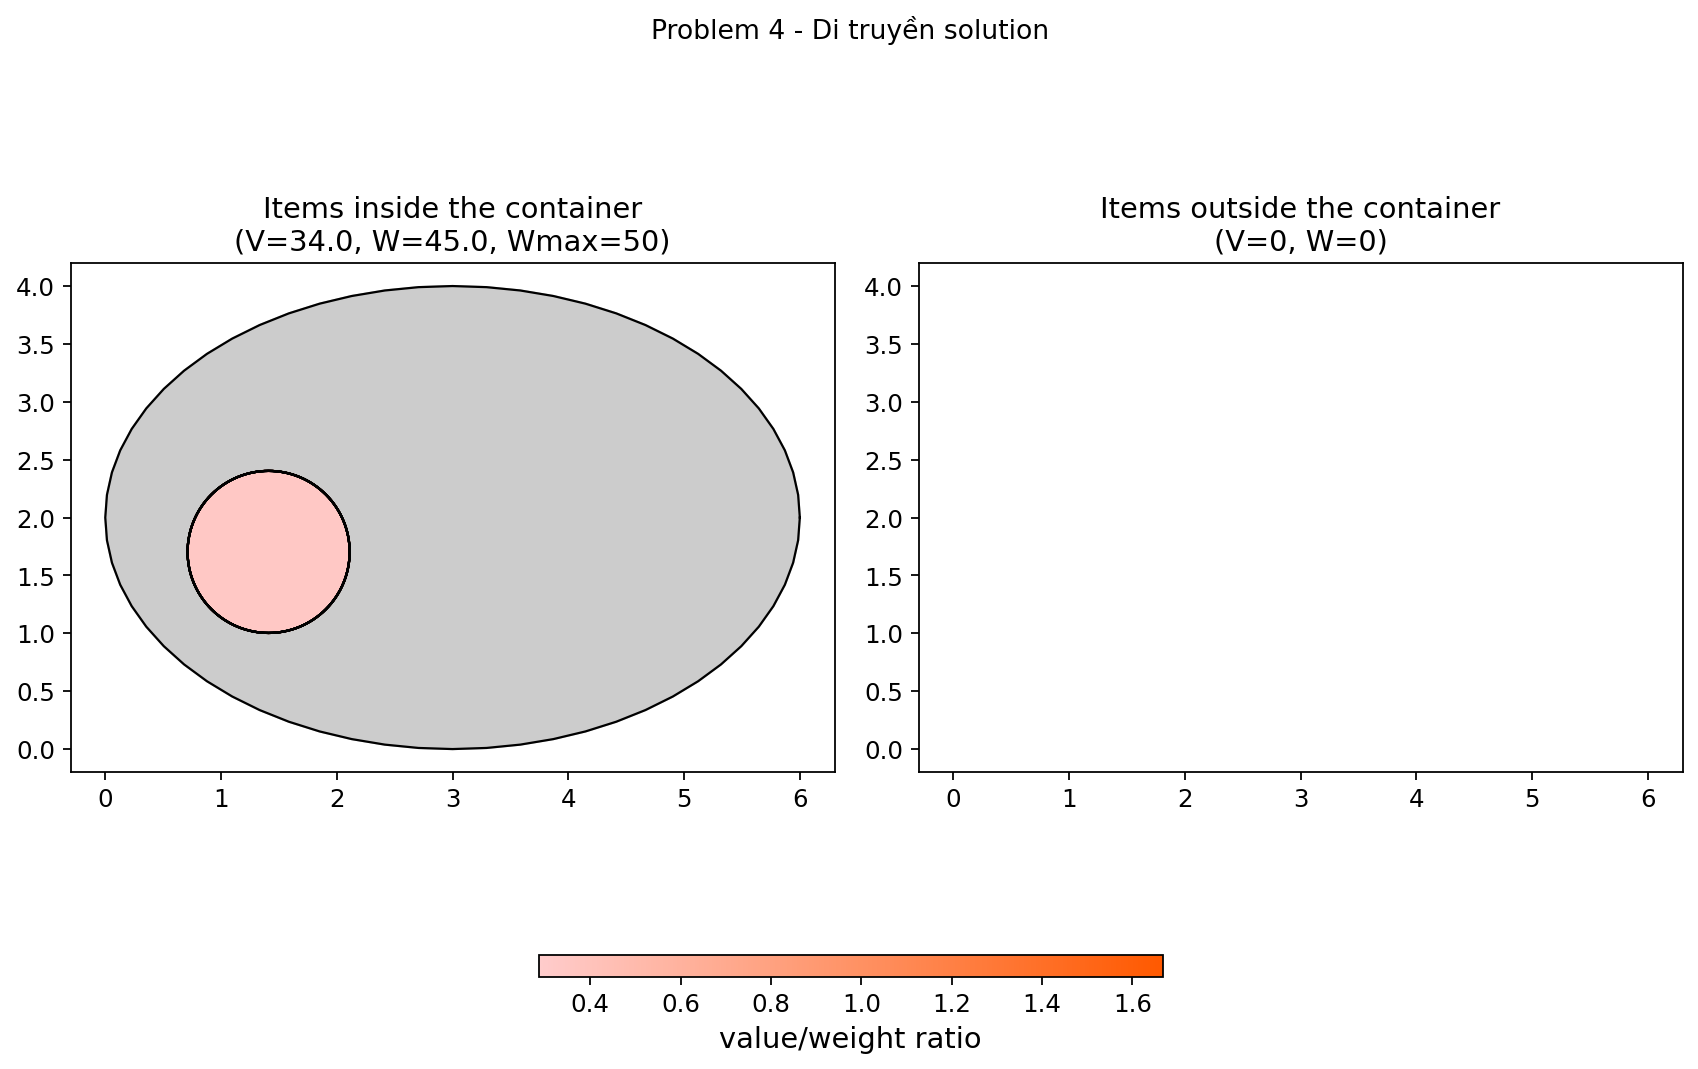 Problem 4 - Di truyền solution
Items inside the container
(V=34.0, W=45.0, Wmax=50)
4.0
3.5
3.0
2.5
2.0
1.5
1.0
0.5
0.0
0 1 2 3 4 5 6
Items outside the container
(V=0, W=0)
4.0
3.5
3.0
2.5
2.0
1.5
1.0
0.5
0.0
0 1 2 3 4 5 6
0.4 0.6 0.8 1.0 1.2 1.4 1.6
value/weight ratio